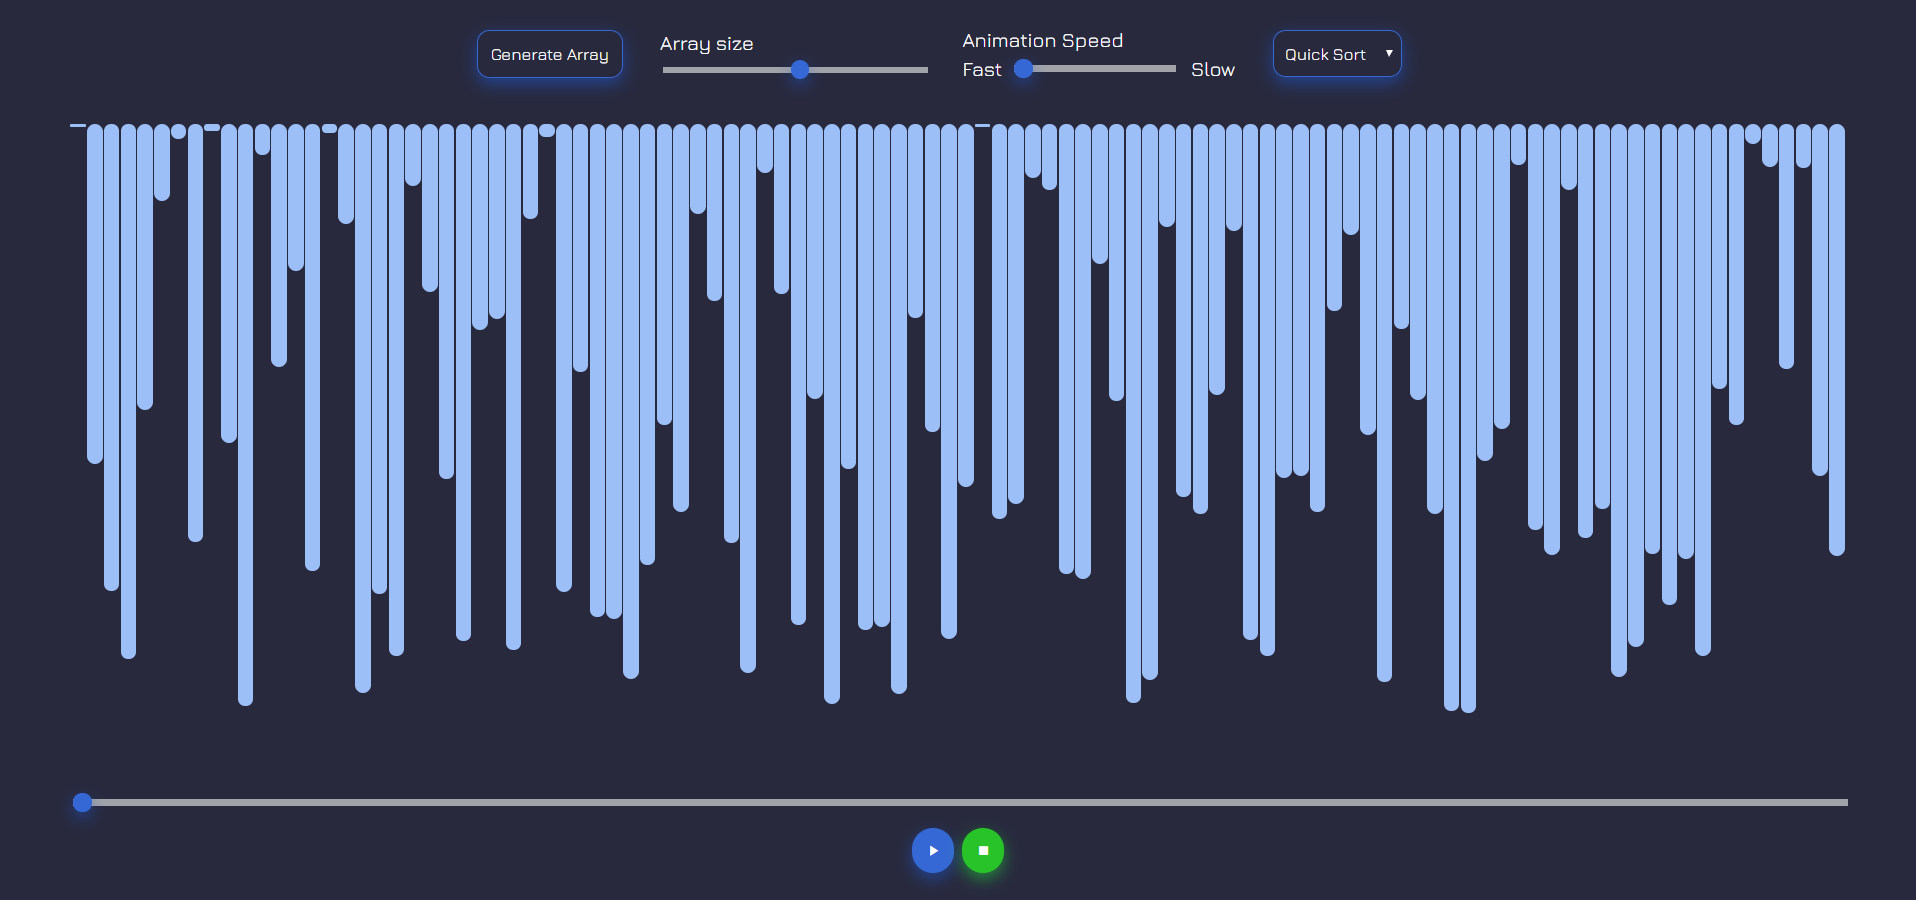 Generate Array
Array size
Animation Speed
Fast
Slow
Quick Sort